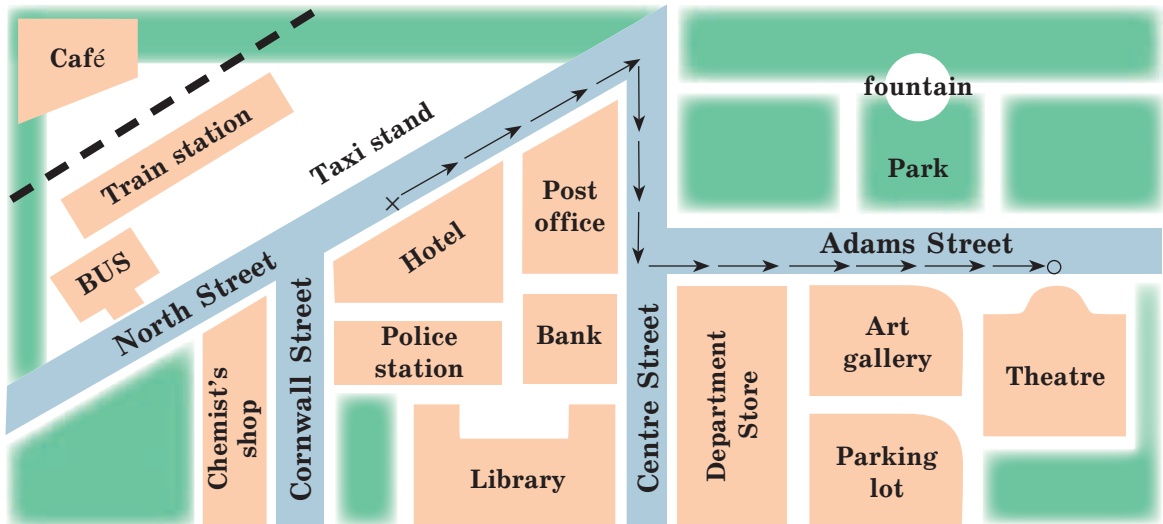 Café
fountain
Train station
Taxi stand
Park
Post
office
Hotel
Adams Street
BUS
North Street
Cornwall Street
Police
station
Bank
Centre Street
Department
Store
Art
gallery
Theatre
Chemist's
shop
Library
Parking
lot